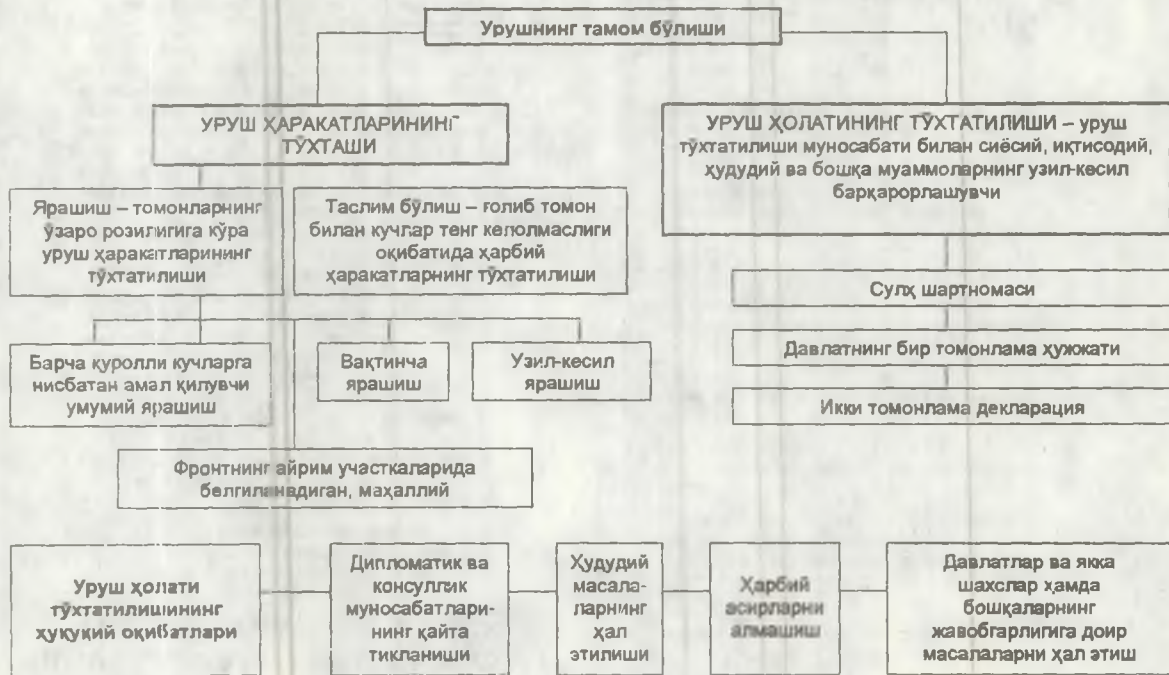 Урушнинг тамом бўлиши
УРУШ ҲАРАКАТЛАРИНИНГ
ТЎХТАШИ
УРУШ ҲОЛАТИНИНГ ТЎХТАТИЛИШИ – уруш
тўхтатилиши муносабати билан сиёсий, иқтисодий,
ҳудудий ва бошқа муаммоларнинг узил-кесил
барқарорлашувчи
Ярашиш – томонларнинг
ўзаро розилигига кўра
уруш ҳаракатларининг
тўхтатилиши
Таслим бўлиш – ғолиб томон
билан кучлар тенг келолмаслиги
оқибатида ҳарбий
ҳаракатларнинг тўхтатилиши
Сулҳ шартномаси
Давлатнинг бир томонлама ҳужжати
Икки томонлама декларация
Барча қуролли кучларга
нисбатан амал қилувчи
умумий ярашиш
Вақтинча
ярашиш
Узил-кесил
ярашиш
Фронтнинг айрим участкаларида
белгиланадиган, маҳаллий
Уруш ҳолати
тўхтатилишининг
ҳуқуқий оқибатлари
Дипломатик ва
консуллик
муносабатлари-
нинг қайта
тикланиши
Ҳудудий
масала-
ларнинг
ҳал
этилиши
Ҳарбий
асирларни
алмашиш
Давлатлар ва якка
шахслар ҳамда
бошқаларнинг
жавобгарлигига доир
масалаларни ҳал этиш